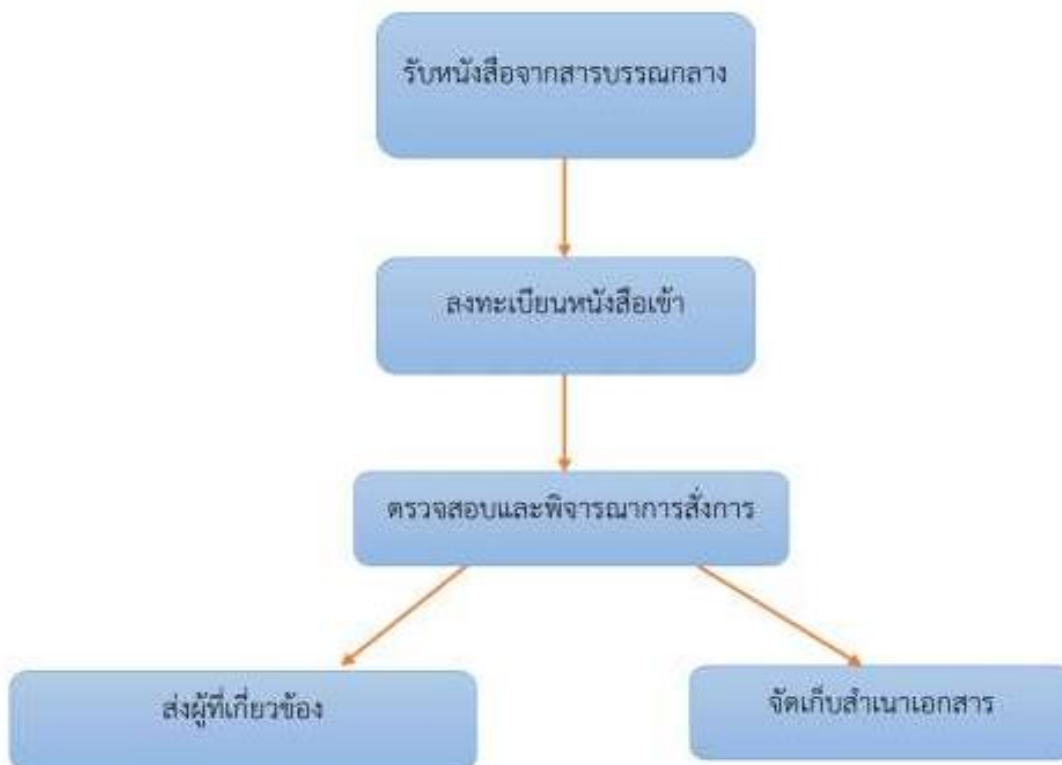 รับหนังสือจากสารบรรณกลาง
ลงทะเบียนหนังสือเข้า
ตรวจสอบและพิจารณาการสั่งการ
ส่งผู้ที่เกี่ยวข้อง
จัดเก็บสำเนาเอกสาร